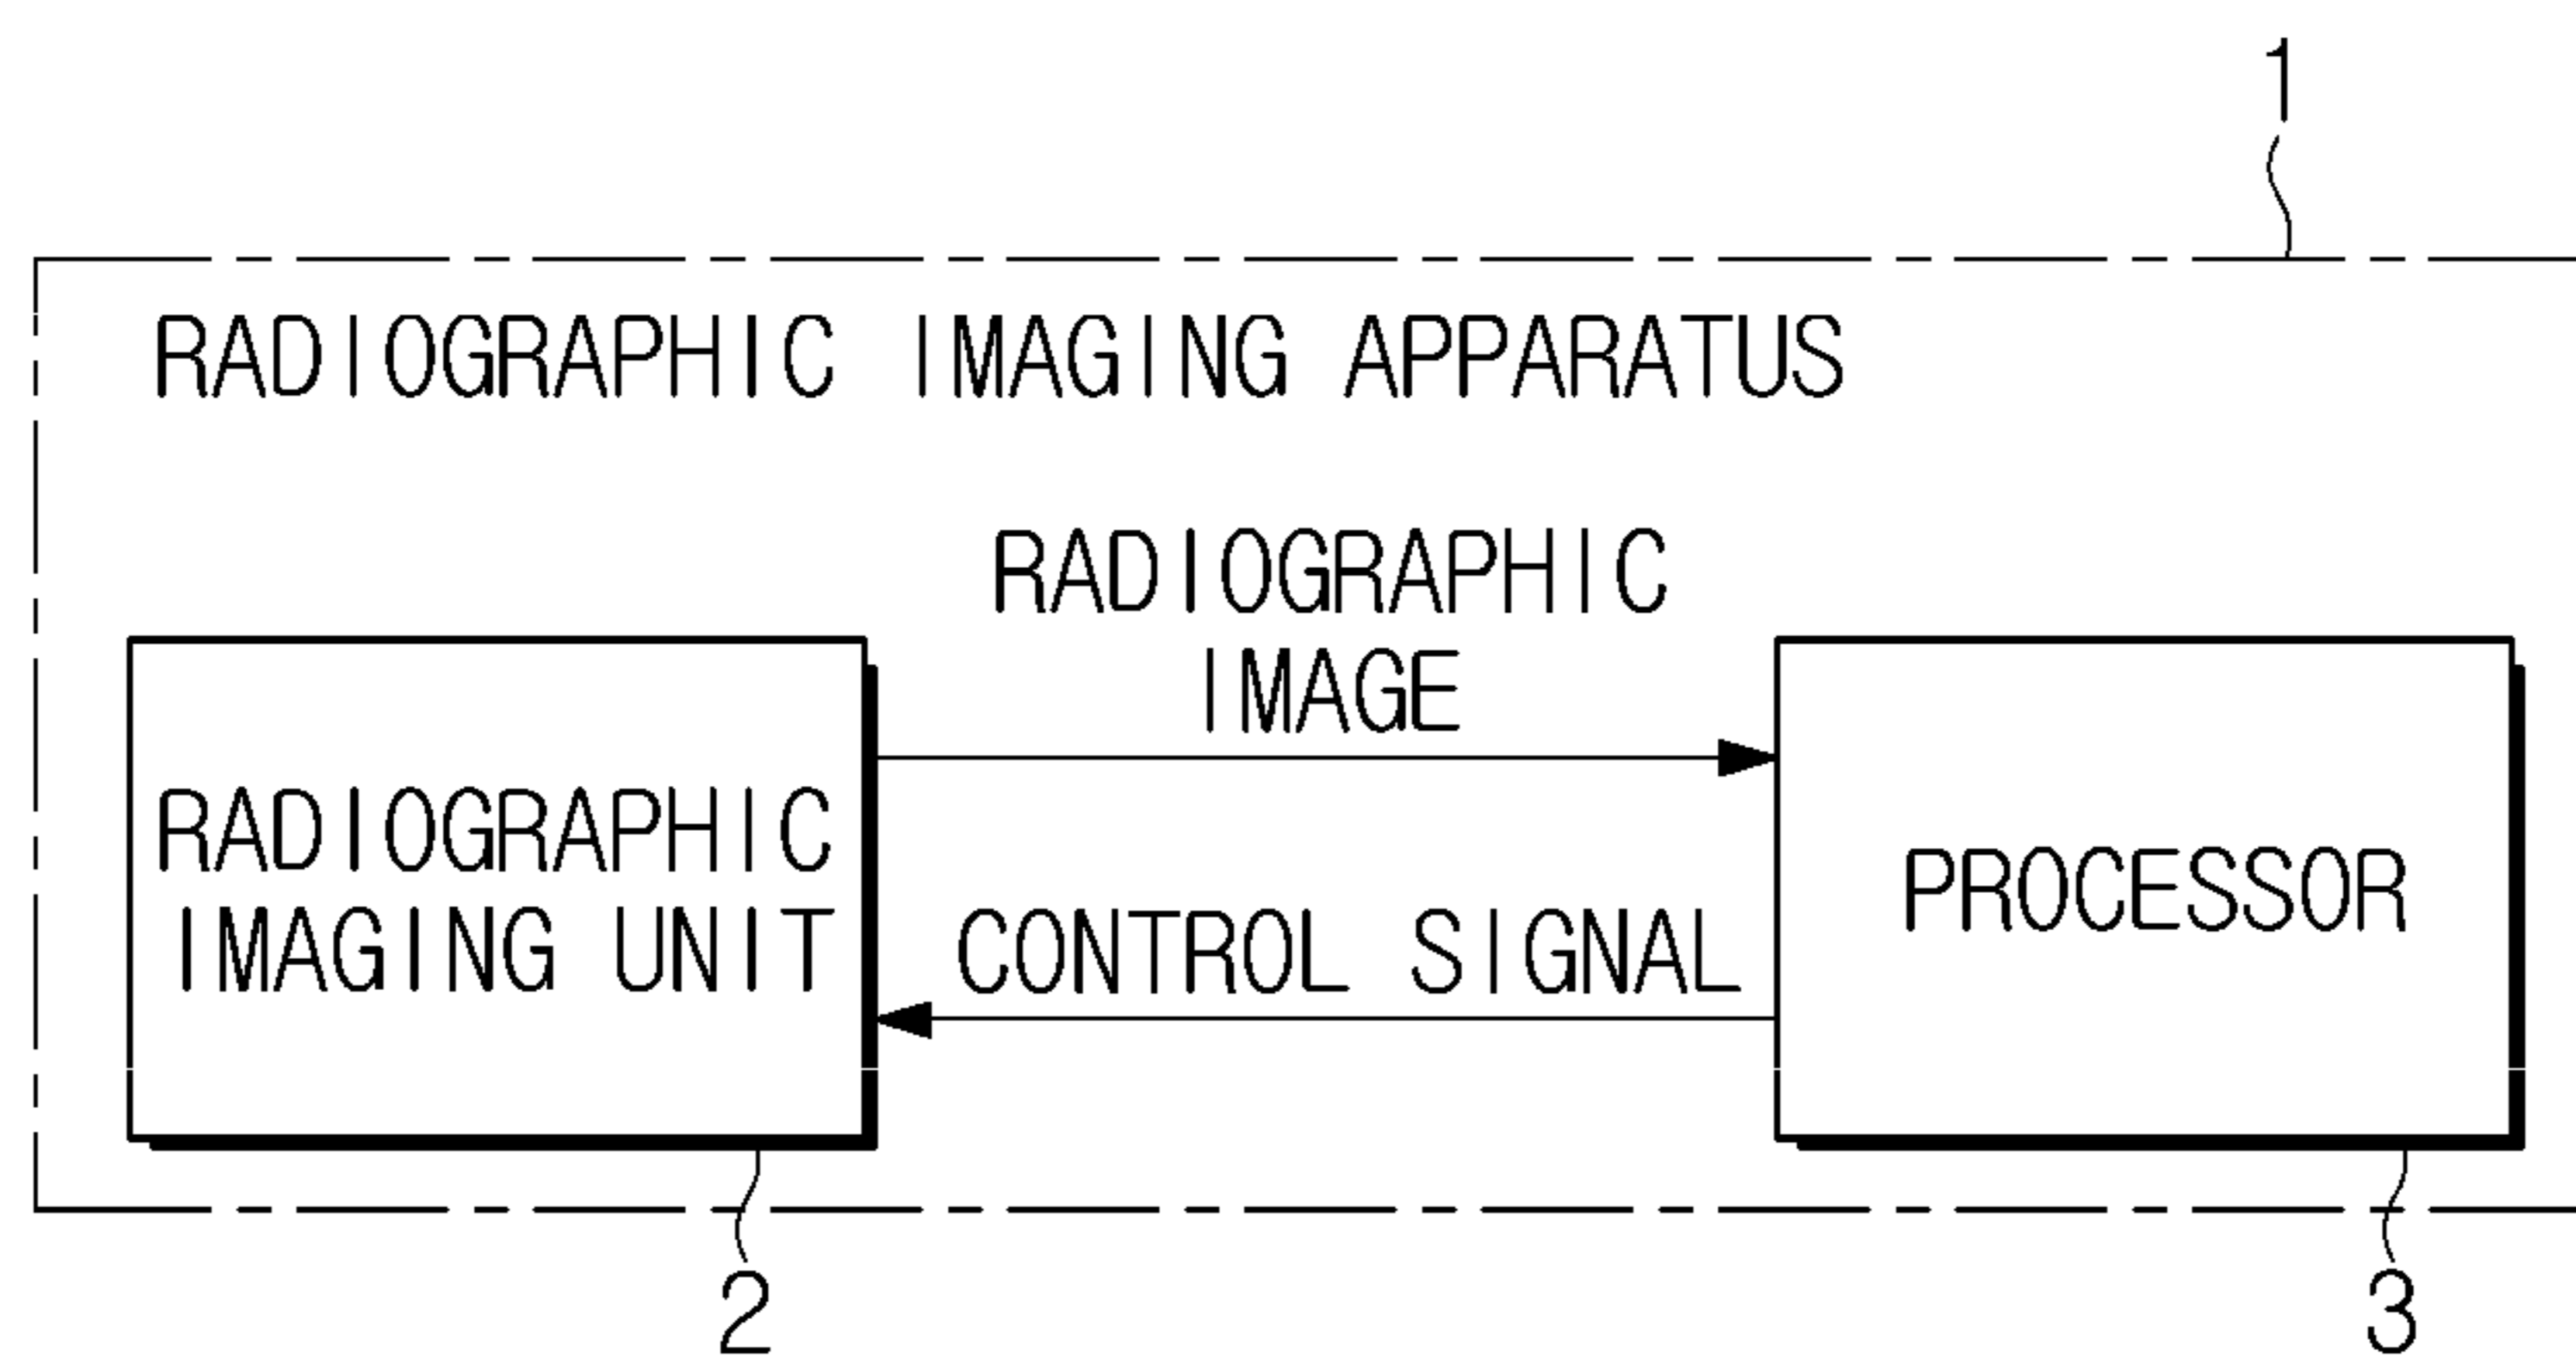 1
RADIOGRAPHIC IMAGING APPARATUS
RADIOGRAPHIC
IMAGE
RADIOGRAPHIC
IMAGING UNIT
CONTROL SIGNAL
PROCESSOR
2
3